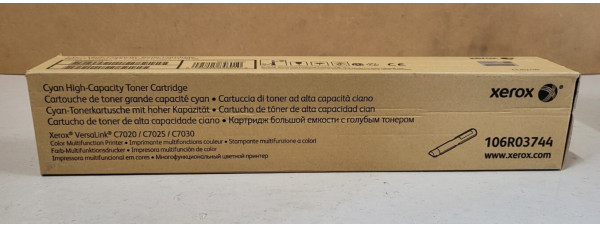 Cyan High-Capacity Toner Cartridge
Cartouche de toner grande capacité cyan • Cartuccia di toner ad alta capacità ciano
Cyan-Tonerkartusche mit hoher Kapazität • Cartucho de tóner de alta capacidad cian
Cartucho do toner de alta capacidade ciano • Картридж большой емкости с голубым тонером
Xerox® VersaLink® C7020 / C7025 / C7030
Color Multifunction Printer • Imprimante multifonctions couleur • Stampante multifunzione a colori
Farb-Multifunktionsdrucker • Impresora multifunción de color
Impressora multifuncional em cores • Многофункциональный цветной принтер
xerox
106R03744
www.xerox.com